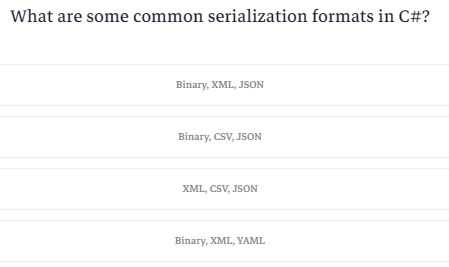 What are some common serialization formats in C#?
Binary, XML, JSON
Binary, CSV, JSON
XML, CSV, JSON
Binary, XML, YAML